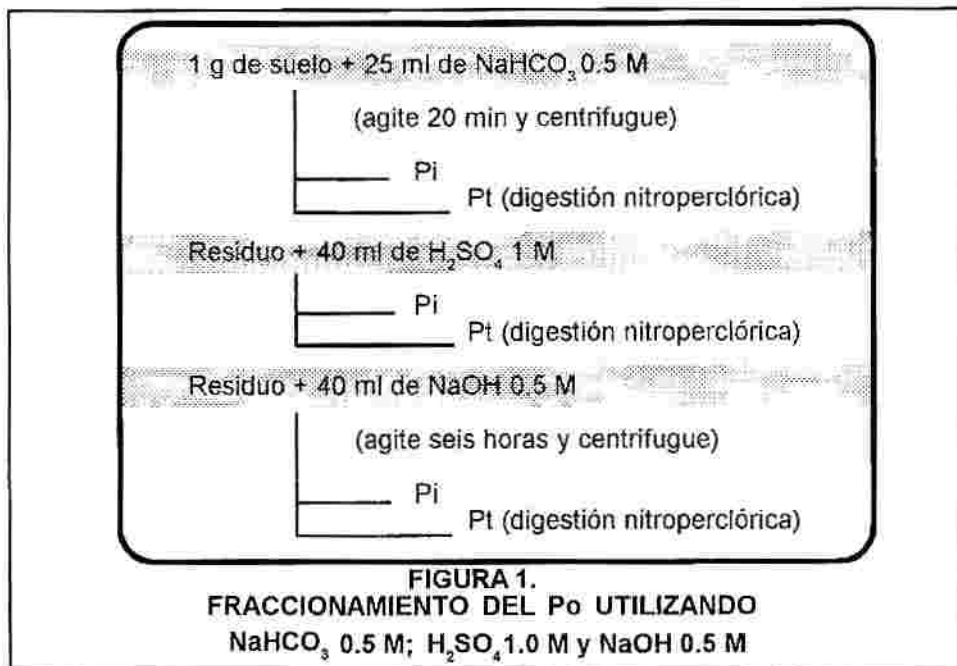 1 g de suelo + 25 ml de NaHCO₃ 0.5 M
(agite 20 min y centrifugue)
Pi
Pt (digestión nitroperclórica)
Residuo + 40 ml de H₂SO₄ 1 M
Pi
Pt (digestión nitroperclórica)
Residuo + 40 ml de NaOH 0.5 M
(agite seis horas y centrifugue)
Pi
Pt (digestión nitroperclórica)
FIGURA 1.
FRACCIONAMIENTO DEL Po UTILIZANDO
NaHCO₃ 0.5 M; H₂SO₄ 1.0 M y NaOH 0.5 M